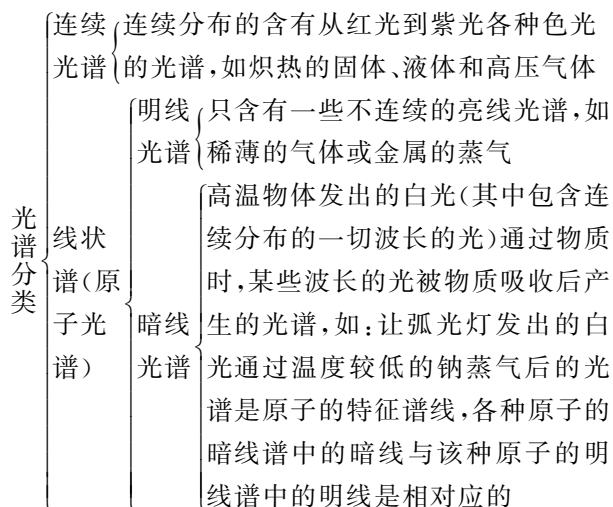 光谱分类
连续光谱
连续分布的含有从红光到紫光各种色光
的光谱,如炽热的固体、液体和高压气体
线状谱(原子光谱)
明线光谱
只含有一些不连续的亮线光谱,如
稀薄的气体或金属的蒸气
暗线光谱
高温物体发出的白光(其中包含连
续分布的一切波长的光)通过物质
时,某些波长的光被物质吸收后产
生的光谱,如:让弧光灯发出的白
光通过温度较低的钠蒸气后的光
谱是原子的特征谱线,各种原子的
暗线谱中的暗线与该种原子的明
线谱中的明线是相对应的